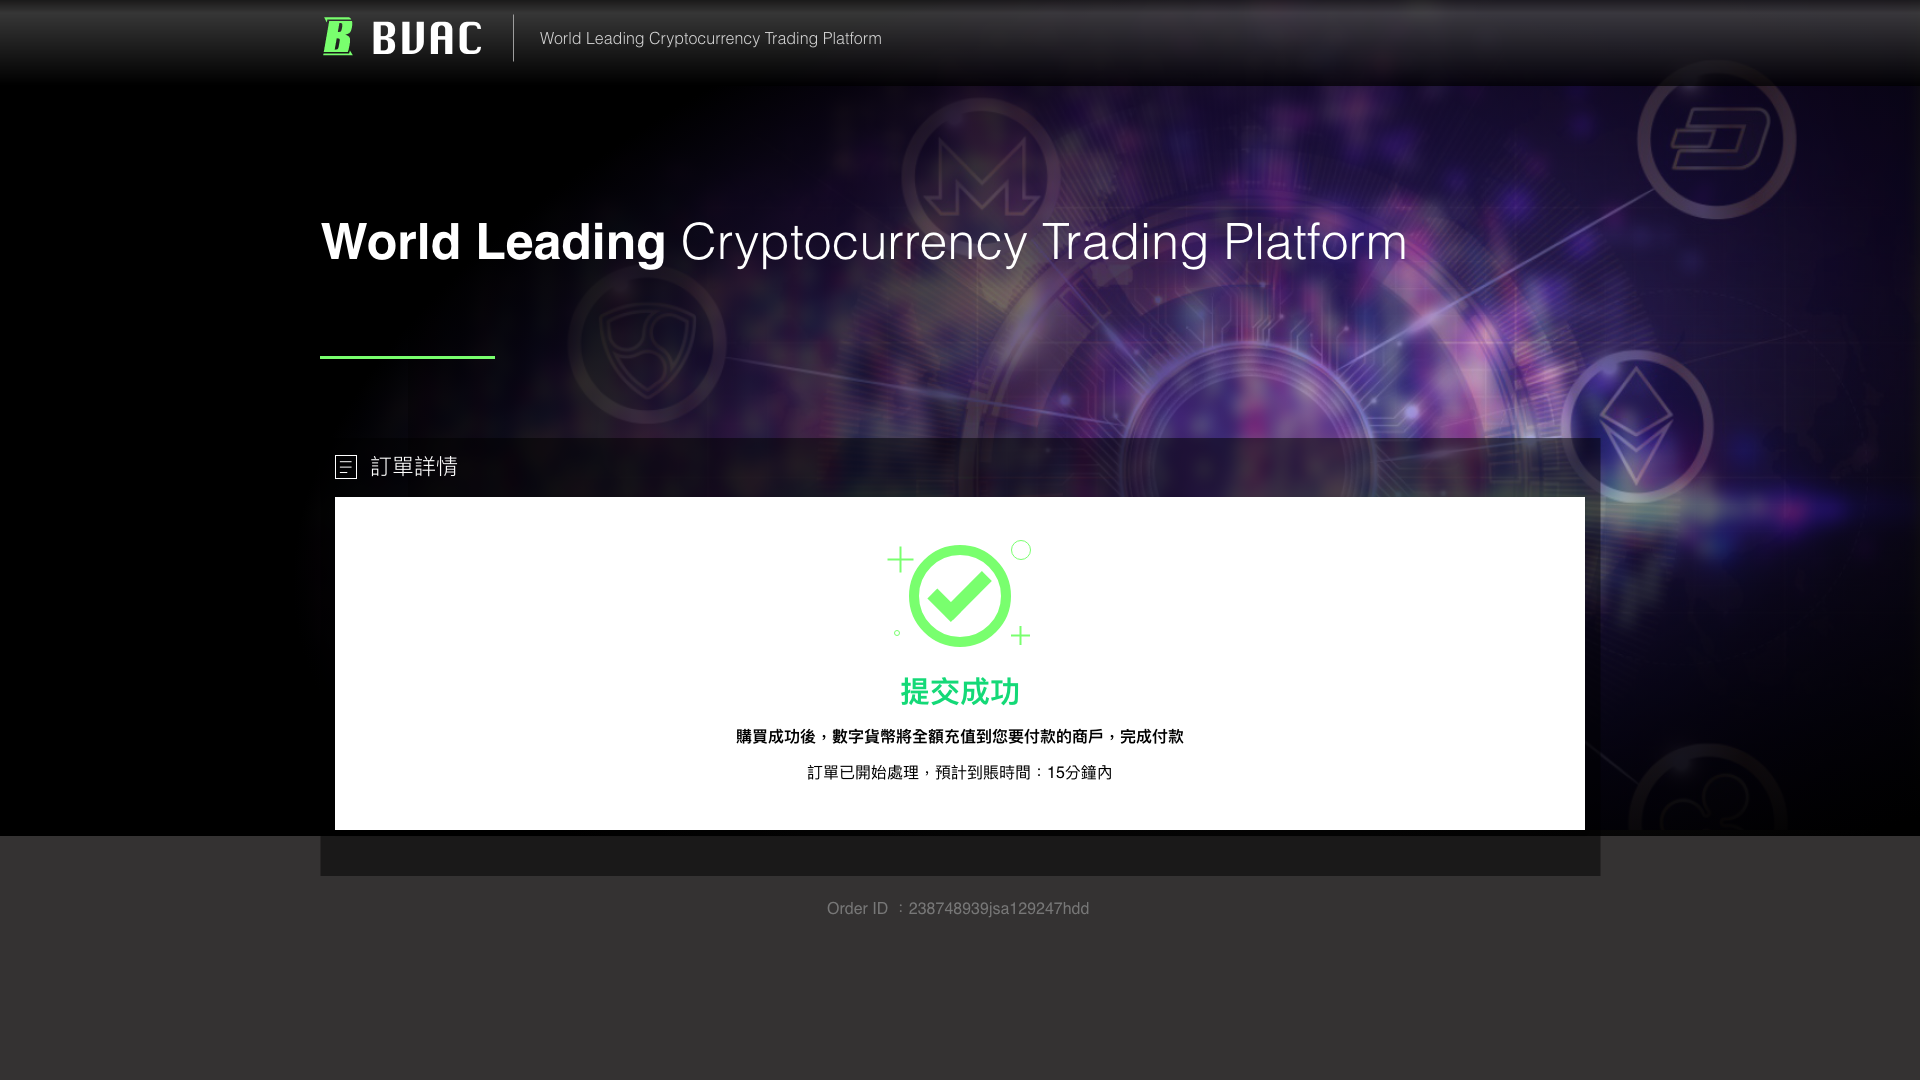 BVAC
World Leading Cryptocurrency Trading Platform
World Leading Cryptocurrency Trading Platform
訂單詳情
提交成功
購買成功後，數字貨幣將全額充值到您要付款的商戶，完成付款
訂單已開始處理，預計到賬時間：15分鐘內
Order ID ：238748939jsa129247hdd